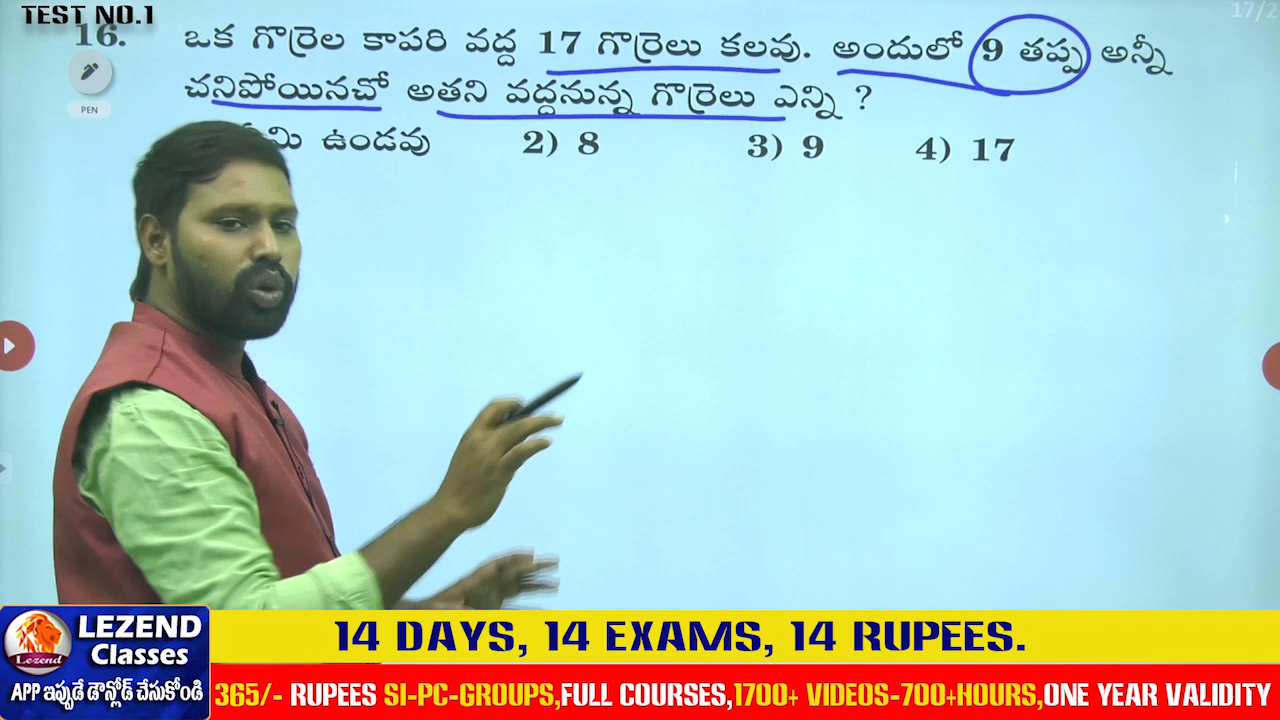 TEST NO.1
17/2
16. ఒక గొర్రెల కాపరి వద్ద 17 గొర్రెలు కలవు. అందులో 9 తప్ప అన్నీ
చనిపోయినచో అతని వద్దనున్న గొర్రెలు ఎన్ని ?
PEN
ఉండవు 2) 8 3) 9 4) 17
LEZEND
Classes
Lezend
APP ఇప్పుడే డౌన్లోడ్ చేసుకోండి
14 DAYS, 14 EXAMS, 14 RUPEES.
365/- RUPEES SI-PC-GROUPS,FULL COURSES,1700+ VIDEOS-700+HOURS,ONE YEAR VALIDITY